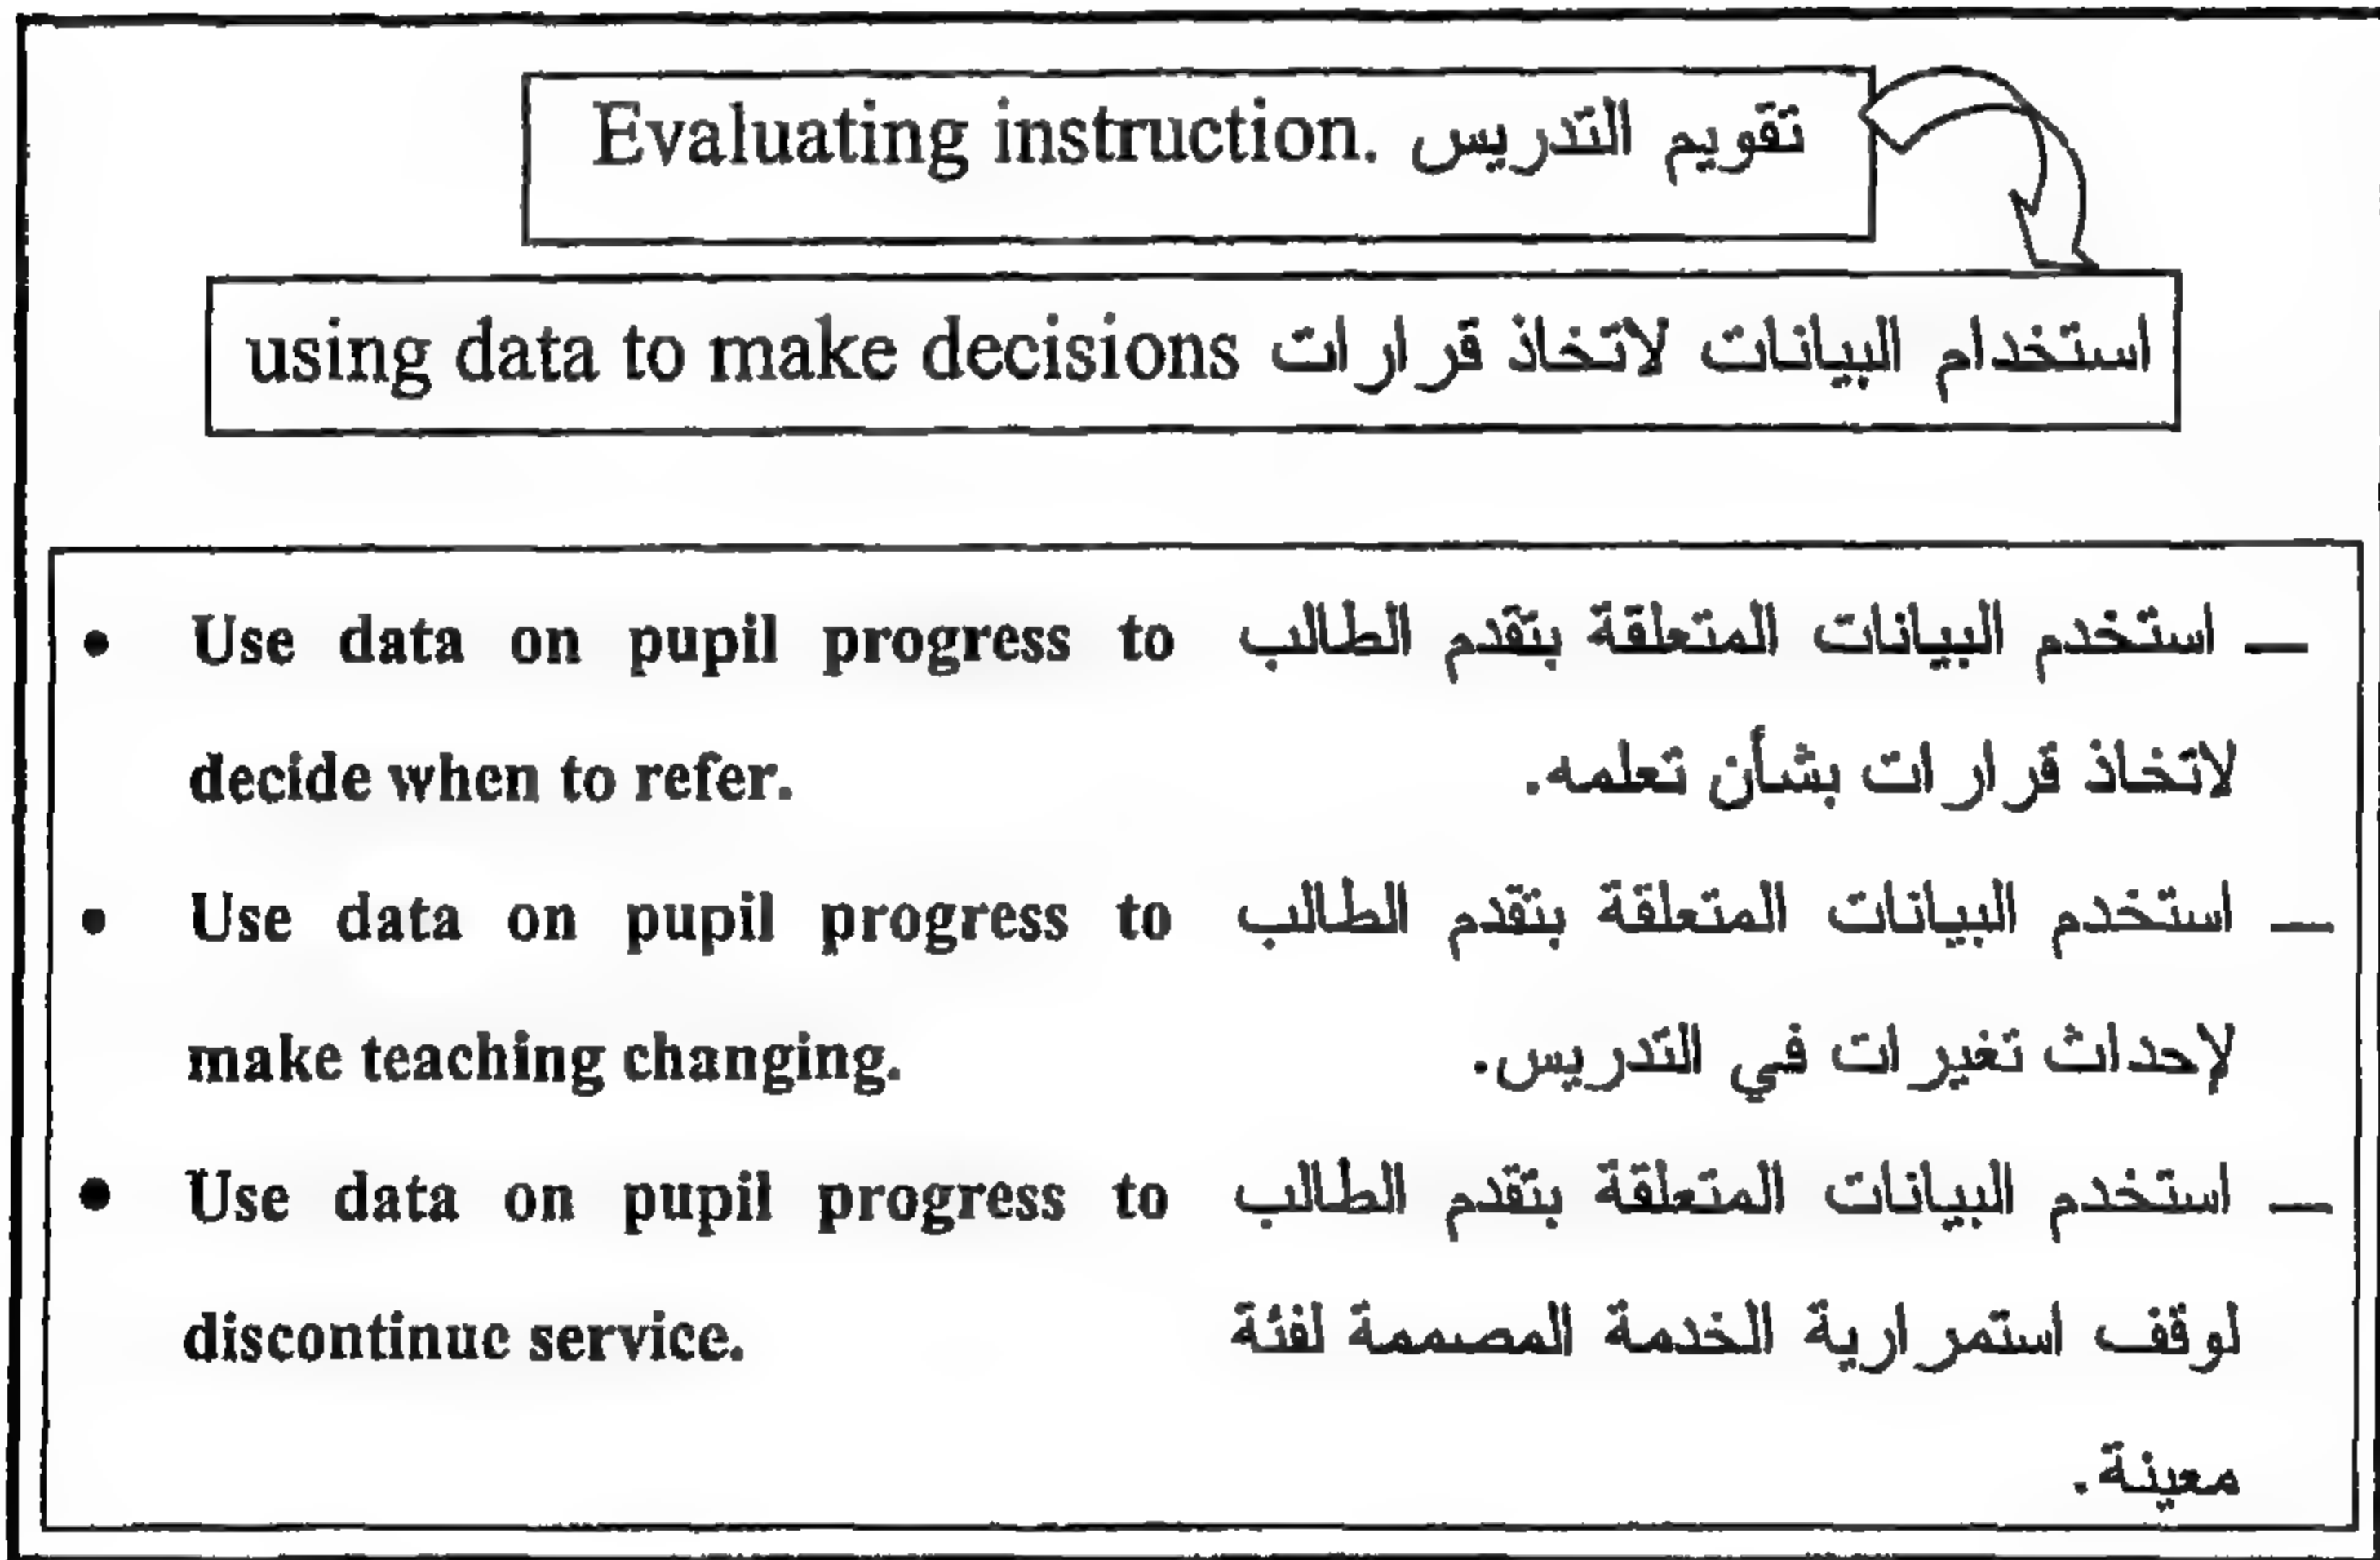 Evaluating instruction. تقويم التدريس
using data to make decisions استخدام البيانات لاتخاذ قرارات
• Use data on pupil progress to
decide when to refer.
• Use data on pupil progress to
make teaching changing.
• Use data on pupil progress to
discontinue service.
– استخدم البيانات المتعلقة بتقدم الطالب
لاتخاذ قرارات بشأن تعلمه.
– استخدم البيانات المتعلقة بتقدم الطالب
لإحداث تغيرات في التدريس.
– استخدم البيانات المتعلقة بتقدم الطالب
لوقف استمرارية الخدمة المصممة لفئة
معينة.